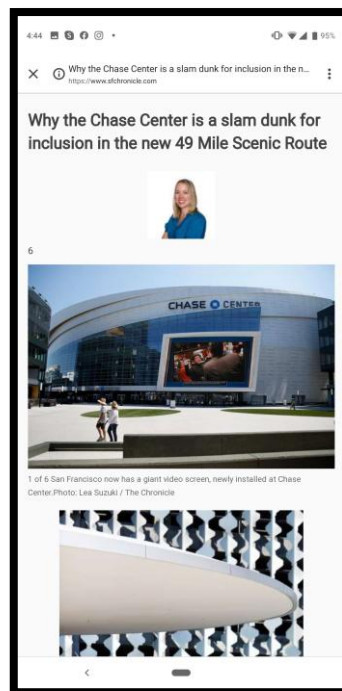 4:44
95%
Why the Chase Center is a slam dunk for inclusion in the n...
https://www.sfchronicle.com
Why the Chase Center is a slam dunk for
inclusion in the new 49 Mile Scenic Route
6
CHASE CENTER
1 of 6 San Francisco now has a giant video screen, newly installed at Chase
Center.Photo: Lea Suzuki / The Chronicle